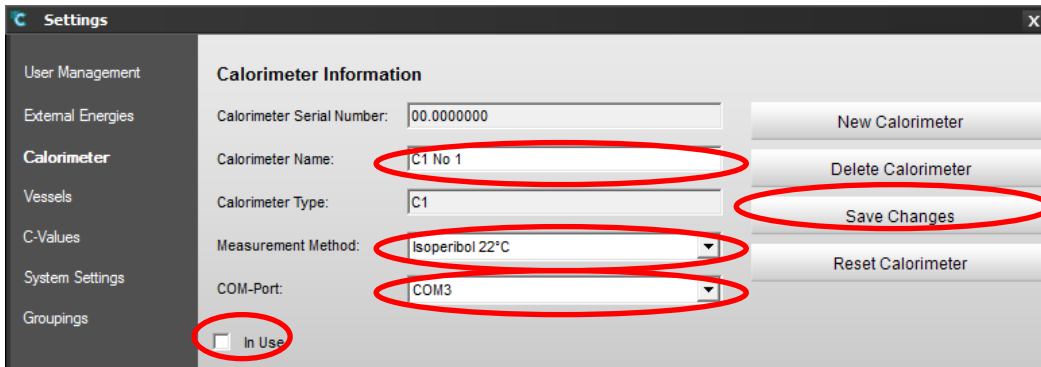 C Settings X
User Management
External Energies
Calorimeter
Vessels
C-Values
System Settings
Groupings
Calorimeter Information
Calorimeter Serial Number: 00.0000000
Calorimeter Name: C1 No 1
Calorimeter Type: C1
Measurement Method: Isoperibol 22°C
COM-Port: COM3
In Use
New Calorimeter
Delete Calorimeter
Save Changes
Reset Calorimeter